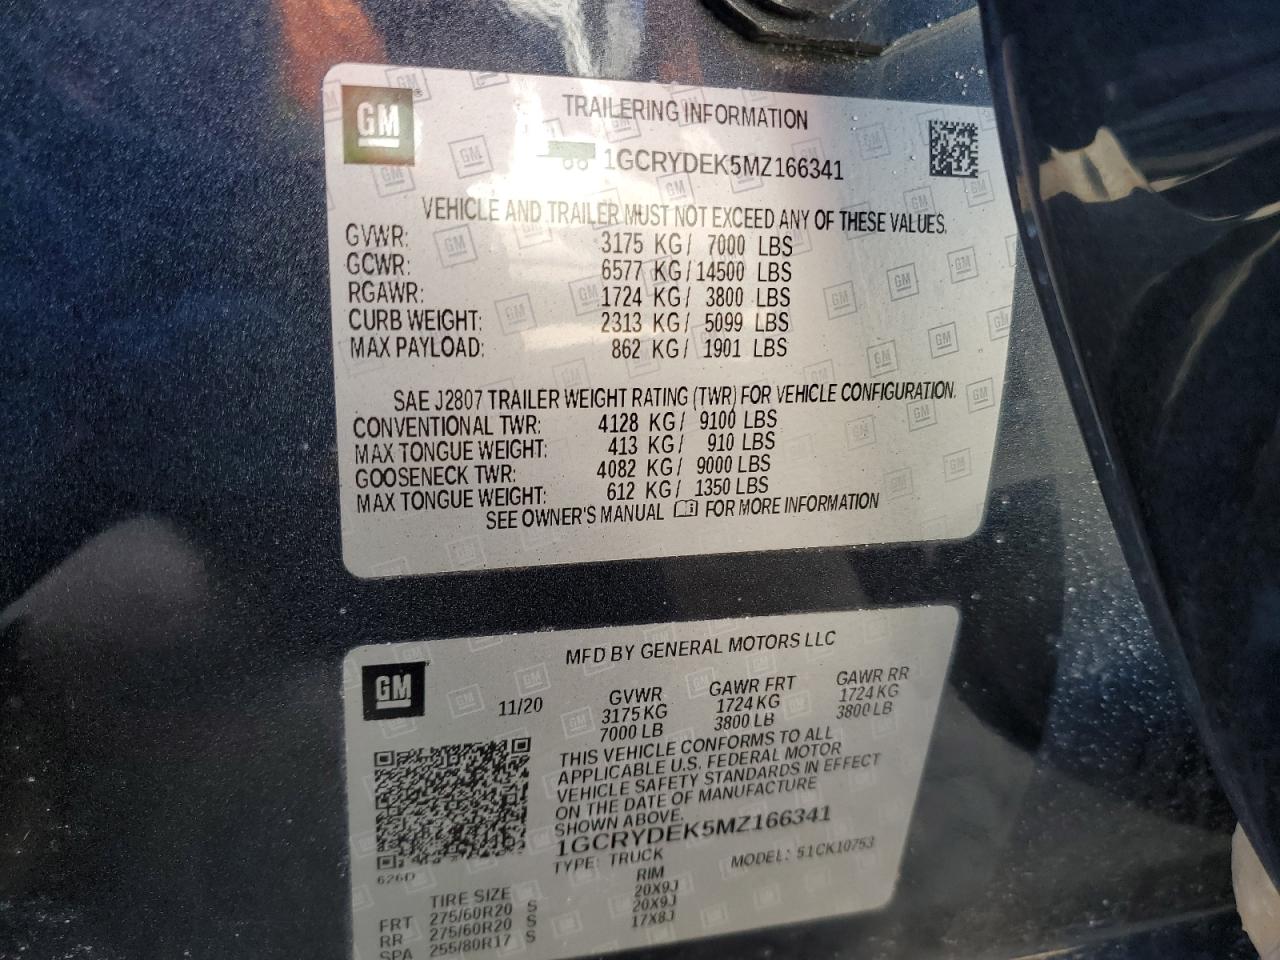 GM
TRAILERING INFORMATION
1GCRYDEK5MZ166341
VEHICLE AND TRAILER MUST NOT EXCEED ANY OF THESE VALUES.
GVWR: 3175 KG/ 7000 LBS
GCWR: 6577 KG/14500 LBS
RGAWR: 1724 KG/ 3800 LBS
CURB WEIGHT: 2313 KG/ 5099 LBS
MAX PAYLOAD: 862 KG/ 1901 LBS
SAE J2807 TRAILER WEIGHT RATING (TWR) FOR VEHICLE CONFIGURATION.
CONVENTIONAL TWR: 4128 KG/ 9100 LBS
MAX TONGUE WEIGHT: 413 KG/ 910 LBS
GOOSENECK TWR: 4082 KG/ 9000 LBS
MAX TONGUE WEIGHT: 612 KG/ 1350 LBS
SEE OWNER'S MANUAL FOR MORE INFORMATION
GM
MFD BY GENERAL MOTORS LLC
11/20 GVWR GAWR FRT GAWR RR
3175 KG 1724 KG 1724 KG
7000 LB 3800 LB 3800 LB
THIS VEHICLE CONFORMS TO ALL
APPLICABLE U.S. FEDERAL MOTOR
VEHICLE SAFETY STANDARDS IN EFFECT
ON THE DATE OF MANUFACTURE
SHOWN ABOVE.
1GCRYDEK5MZ166341
626D TYPE: TRUCK MODEL: 51CK10753
TIRE SIZE RIM
FRT 275/60R20 S 20X9J
RR 275/60R20 S 20X9J
SPA 255/80R17 S 17X8J